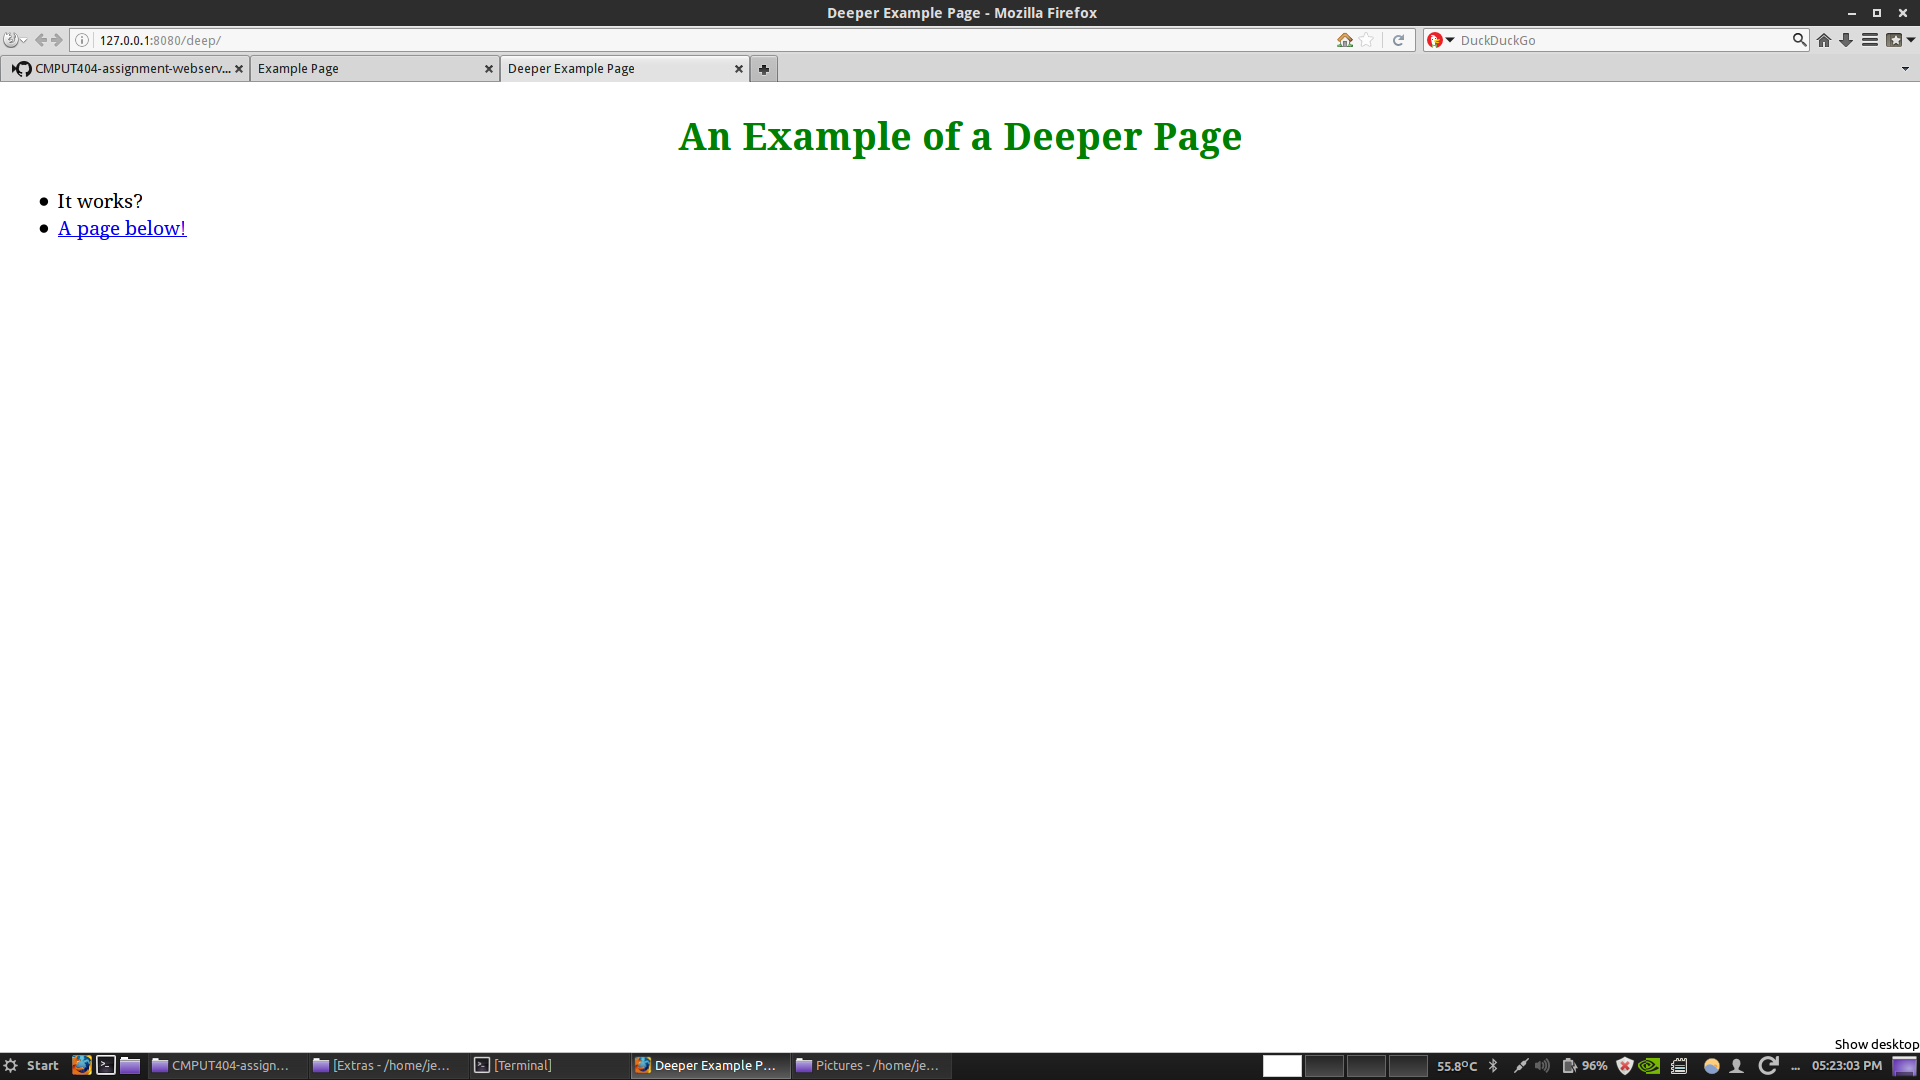 Deeper Example Page - Mozilla Firefox
127.0.0.1:8080/deep/
DuckDuckGo
CMPUT404-assignment-webserv...
Example Page
Deeper Example Page
An Example of a Deeper Page
It works?
A page below!
Show desktop
Start
CMPUT404-assign...
[Extras - /home/je...
[Terminal]
Deeper Example P...
Pictures - /home/je...
55.8ºC
96%
...
05:23:03 PM